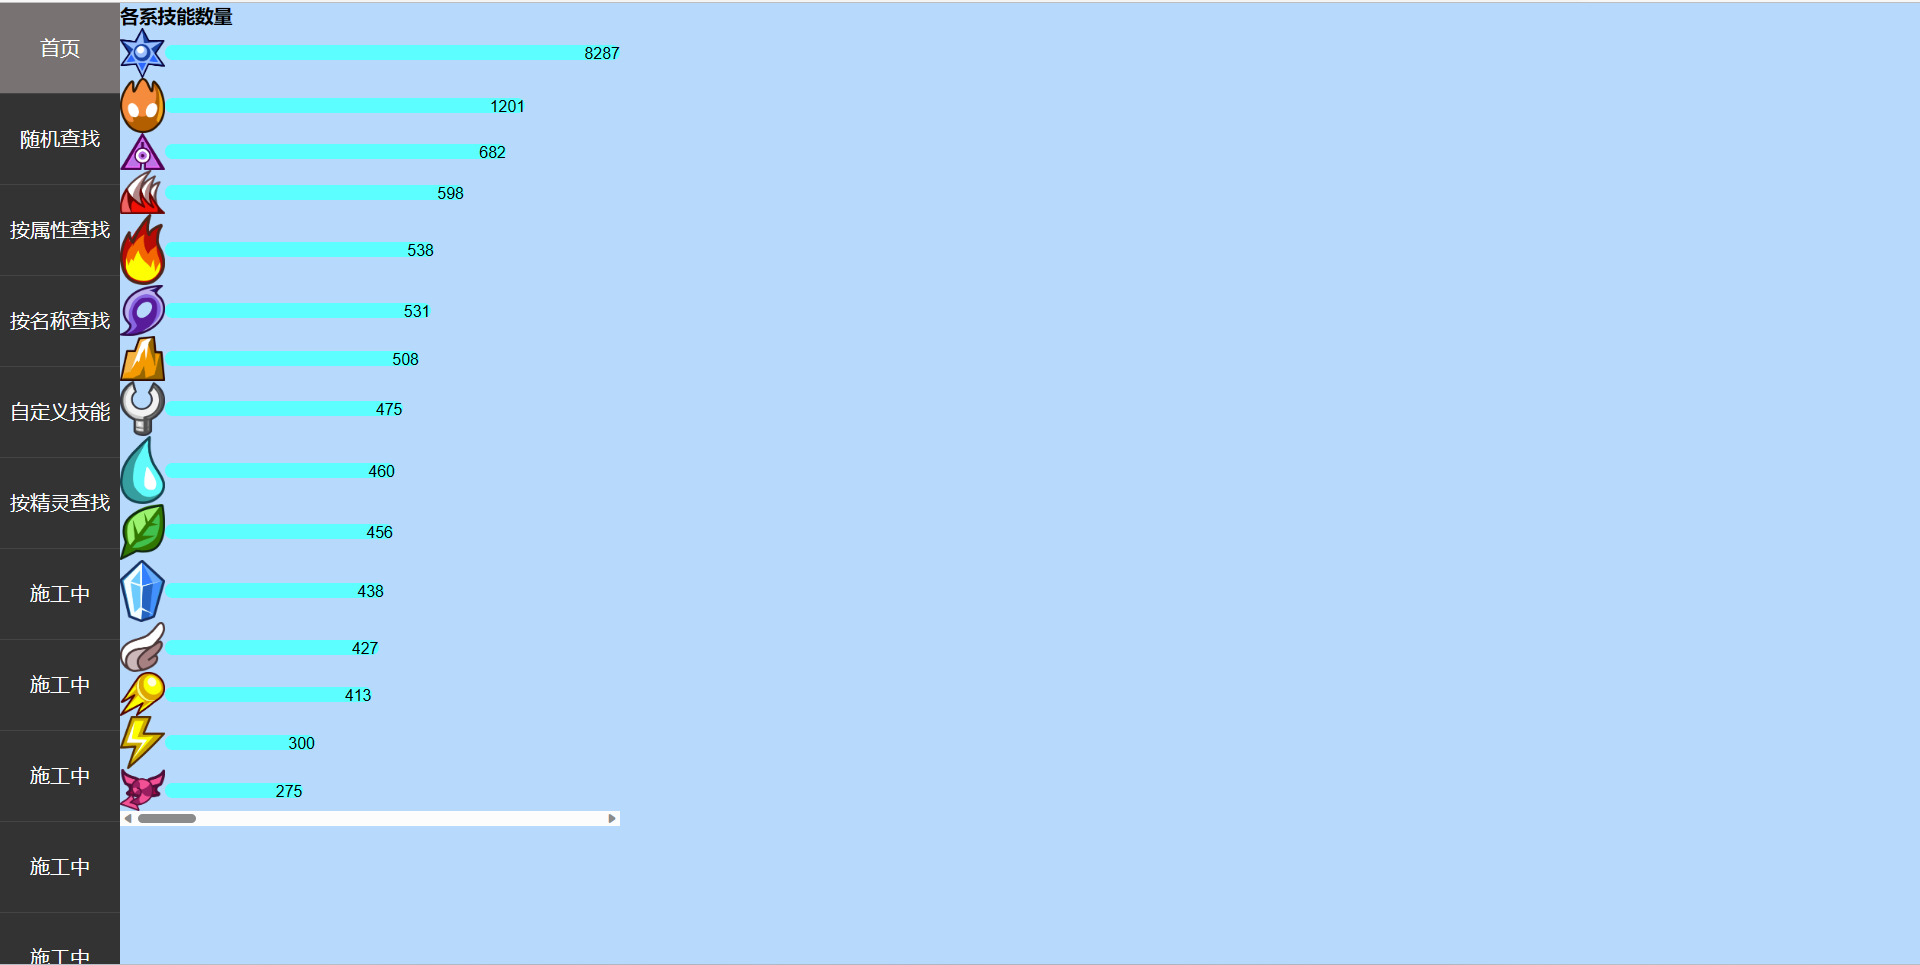 首页
随机查找
按属性查找
按名称查找
自定义技能
按精灵查找
施工中
施工中
施工中
施工中
施工中
各系技能数量
8287
1201
682
598
538
531
508
475
460
456
438
427
413
300
275